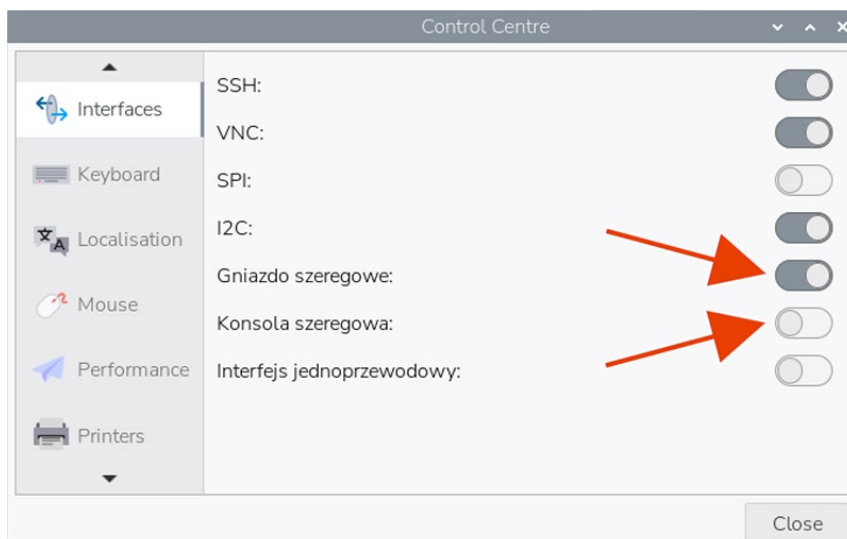 Control Centre
Interfaces
Keyboard
Localisation
Mouse
Performance
Printers
SSH:
VNC:
SPI:
I2C:
Gniazdo szeregowe:
Konsola szeregowa:
Interfejs jednoprzewodowy:
Close